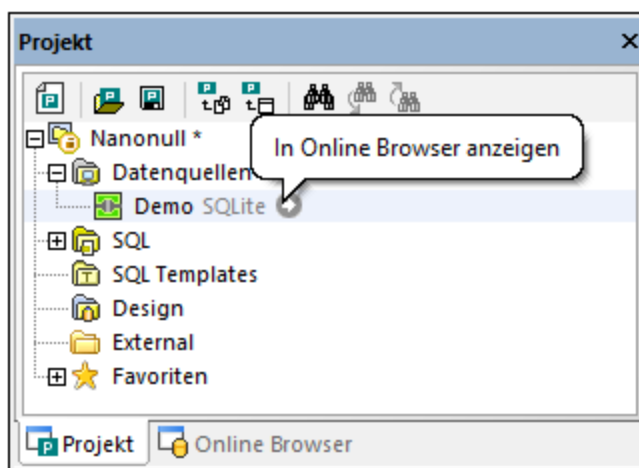 Projekt
Nanonull *
In Online Browser anzeigen
Datenquellen
Demo SQLite
SQL
SQL Templates
Design
External
Favoriten
Projekt Online Browser